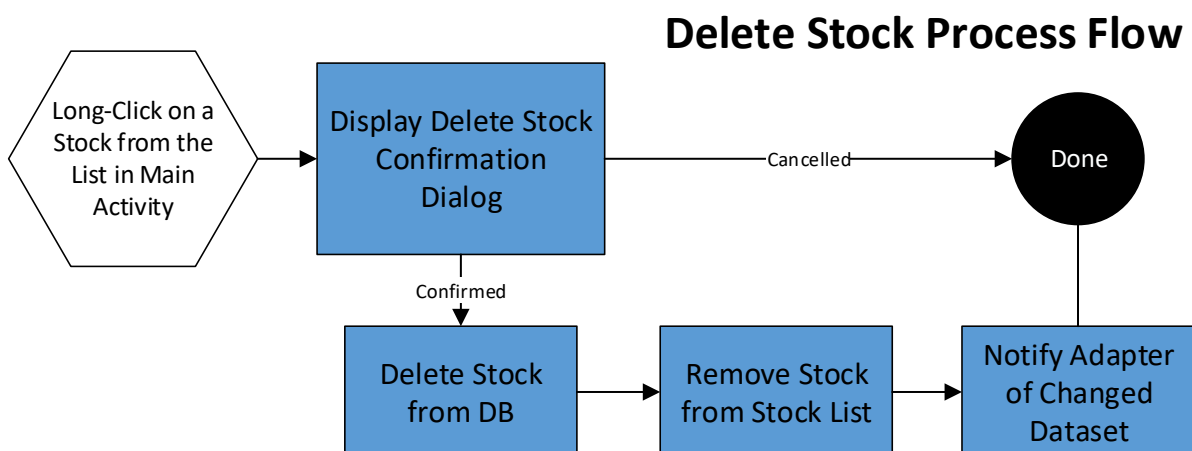 Delete Stock Process Flow
Long-Click on a
Stock from the
List in Main
Activity
Display Delete Stock
Confirmation
Dialog
Cancelled
Done
Confirmed
Delete Stock
from DB
Remove Stock
from Stock List
Notify Adapter
of Changed
Dataset